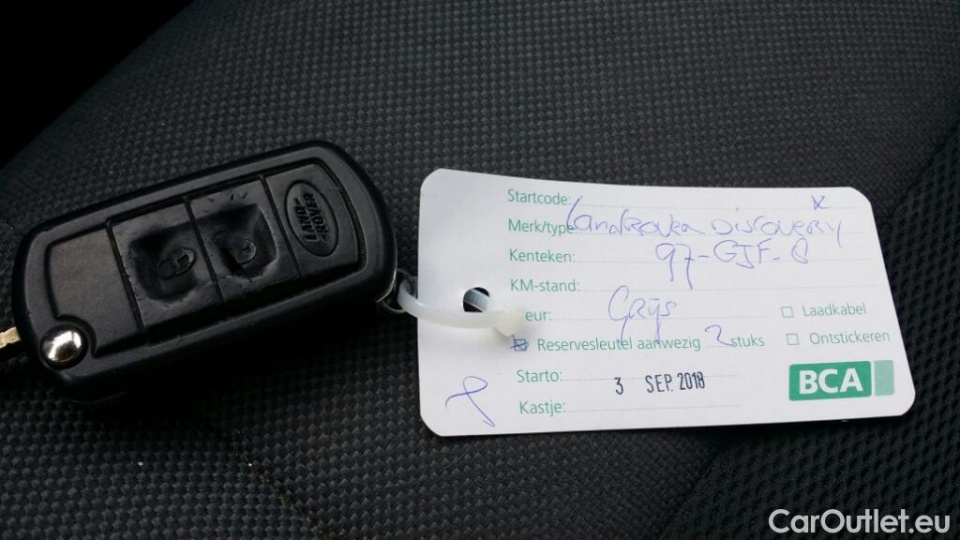 LAND
ROVER
Startcode:
Merk/type: Landrover Discovery
Kenteken: 97-GJF-8
KM-stand:
eur: Grijs
Laadkabel
Reservesleutel aanwezig 2 stuks
Ontstickeren
Starto: 3 SEP. 2018
Kastje:
BCA
CarOutlet.eu